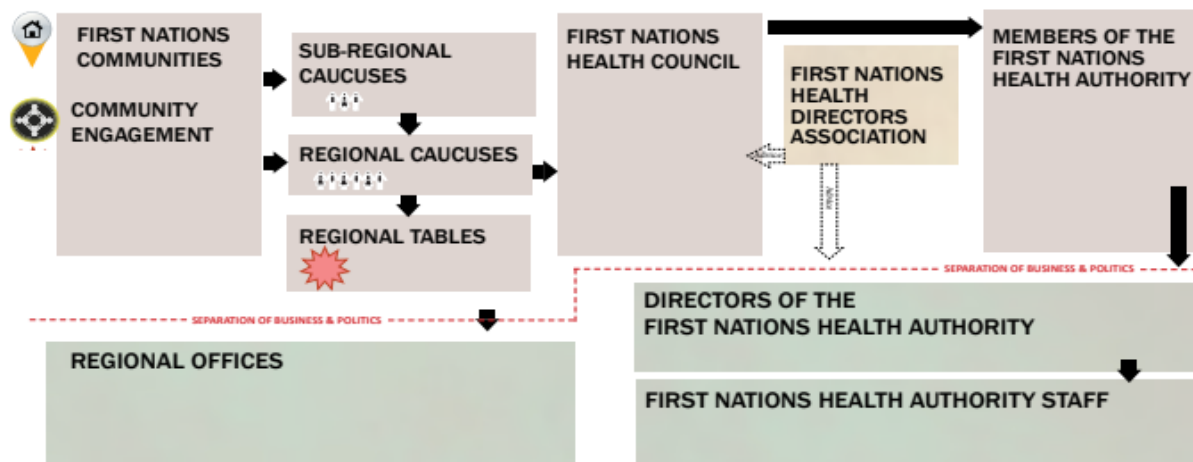 FIRST NATIONS
COMMUNITIES
COMMUNITY
ENGAGEMENT
SUB-REGIONAL
CAUCUSES
REGIONAL CAUCUSES
REGIONAL TABLES
FIRST NATIONS
HEALTH COUNCIL
FIRST NATIONS
HEALTH
DIRECTORS
ASSOCIATION
Advice
Advice
MEMBERS OF THE
FIRST NATIONS
HEALTH AUTHORITY
SEPARATION OF BUSINESS & POLITICS
SEPARATION OF BUSINESS & POLITICS
REGIONAL OFFICES
DIRECTORS OF THE
FIRST NATIONS HEALTH AUTHORITY
FIRST NATIONS HEALTH AUTHORITY STAFF